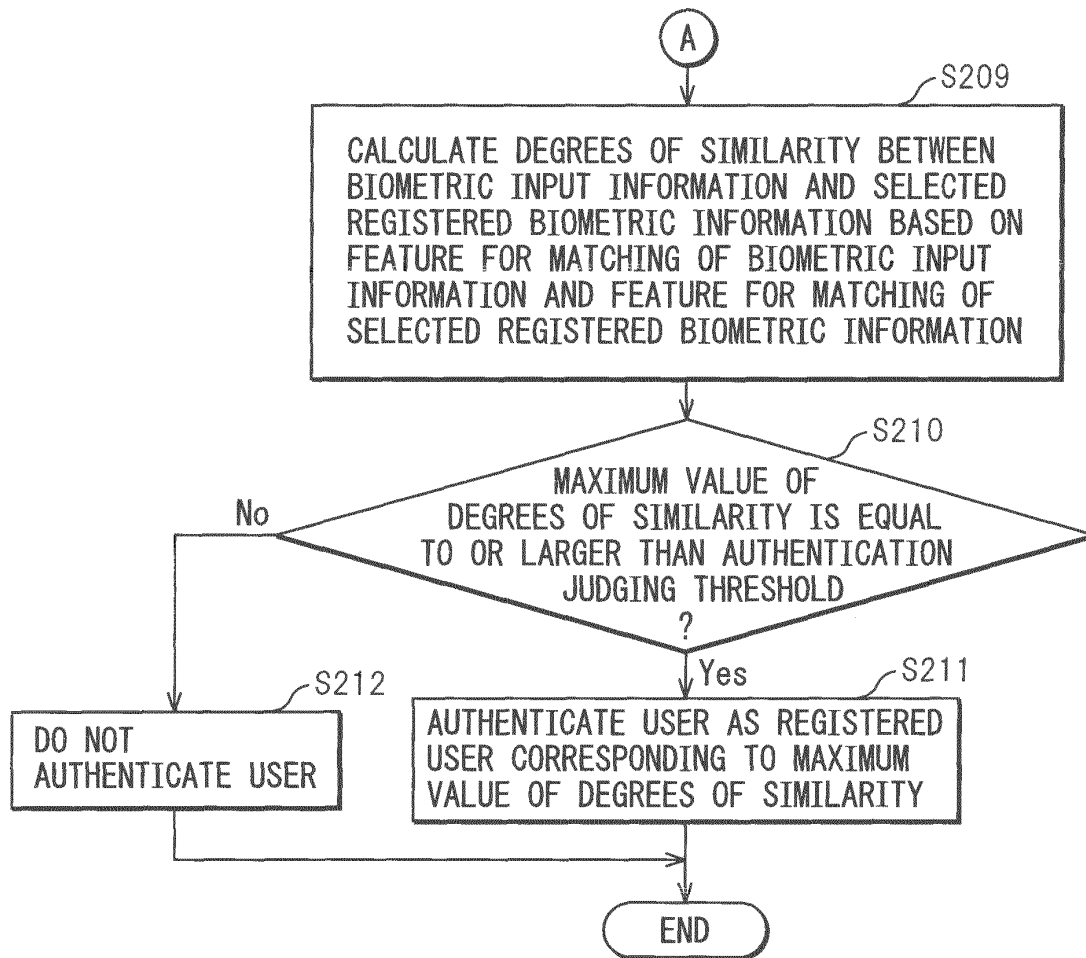 A
S209
CALCULATE DEGREES OF SIMILARITY BETWEEN
BIOMETRIC INPUT INFORMATION AND SELECTED
REGISTERED BIOMETRIC INFORMATION BASED ON
FEATURE FOR MATCHING OF BIOMETRIC INPUT
INFORMATION AND FEATURE FOR MATCHING OF
SELECTED REGISTERED BIOMETRIC INFORMATION
S210
MAXIMUM VALUE OF
DEGREES OF SIMILARITY IS EQUAL
TO OR LARGER THAN AUTHENTICATION
JUDGING THRESHOLD
?
No
Yes
S212
DO NOT
AUTHENTICATE USER
S211
AUTHENTICATE USER AS REGISTERED
USER CORRESPONDING TO MAXIMUM
VALUE OF DEGREES OF SIMILARITY
END